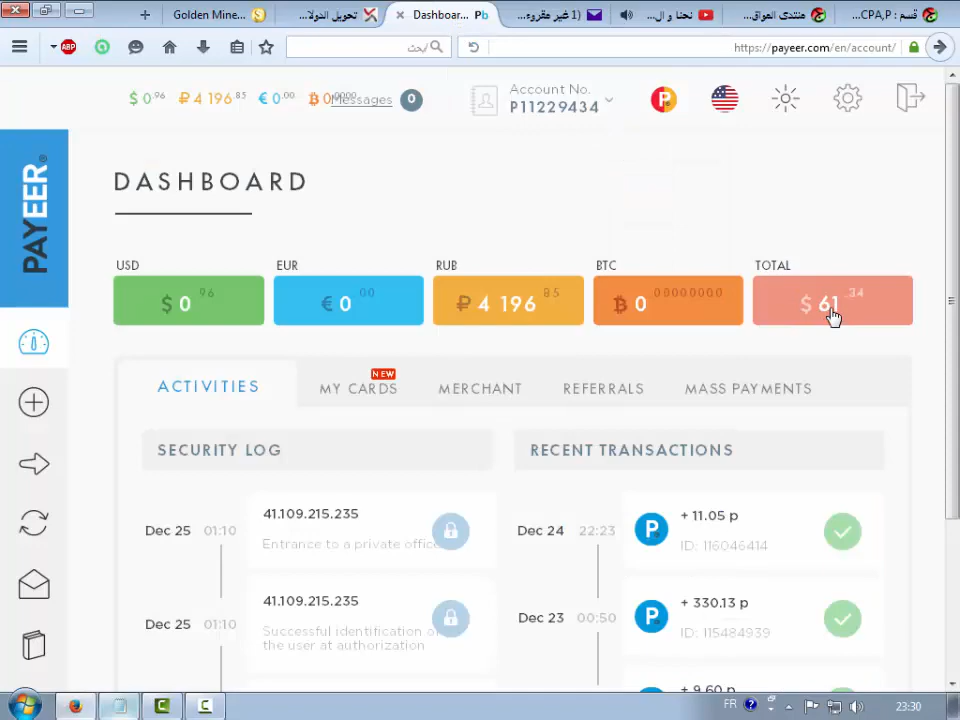 Golden Mine...
تحويل الدولا...
Dashboar...
Pb
(1 غير مقروء...
نحنا و ال...
منتدى العواق...
قسم : CPA,P...
ABP
ابحث
https://payeer.com/en/account/
$ 0.96
₽ 4 196.85
€ 0.00
Messages
0
Account No.
P11229434
PAYEER
DASHBOARD
USD
EUR
RUB
BTC
TOTAL
$ 0.96
€ 0.00
₽ 4 196.85
0.00000000
$ 61.34
ACTIVITIES
MY CARDS
NEW
MERCHANT
REFERRALS
MASS PAYMENTS
SECURITY LOG
RECENT TRANSACTIONS
Dec 25 01:10
41.109.215.235
Entrance to a private office
Dec 24 22:23
P
+ 11.05 р
ID: 116046414
Dec 25 01:10
41.109.215.235
Successful identification o
the user at authorization
Dec 23 00:50
P
+ 330.13 р
ID: 115484939
+ 9.60 р
FR
23:30